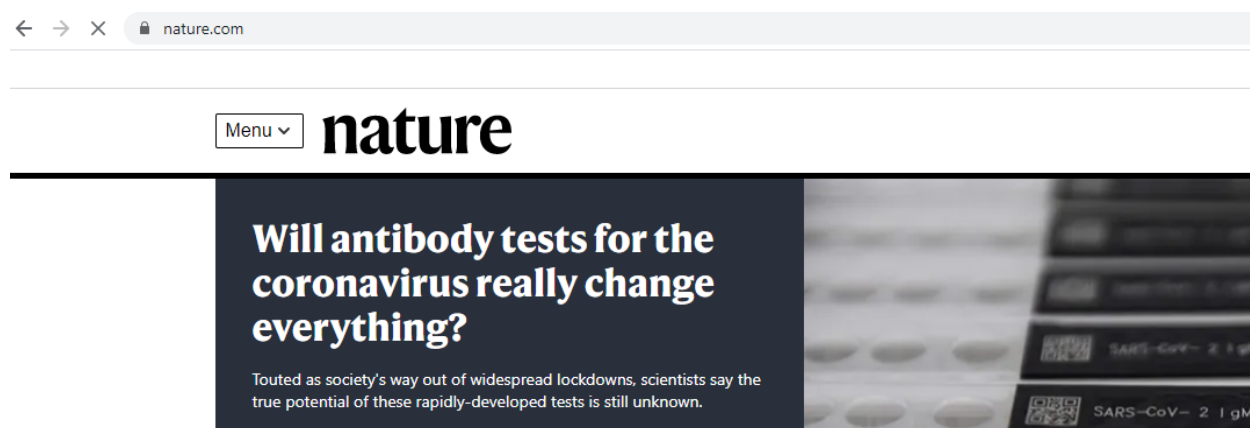 nature.com
Menu
nature
Will antibody tests for the
coronavirus really change
everything?
Touted as society's way out of widespread lockdowns, scientists say the
true potential of these rapidly-developed tests is still unknown.
SARS-CoV- 2 I g
SARS-CoV- 2 I gM